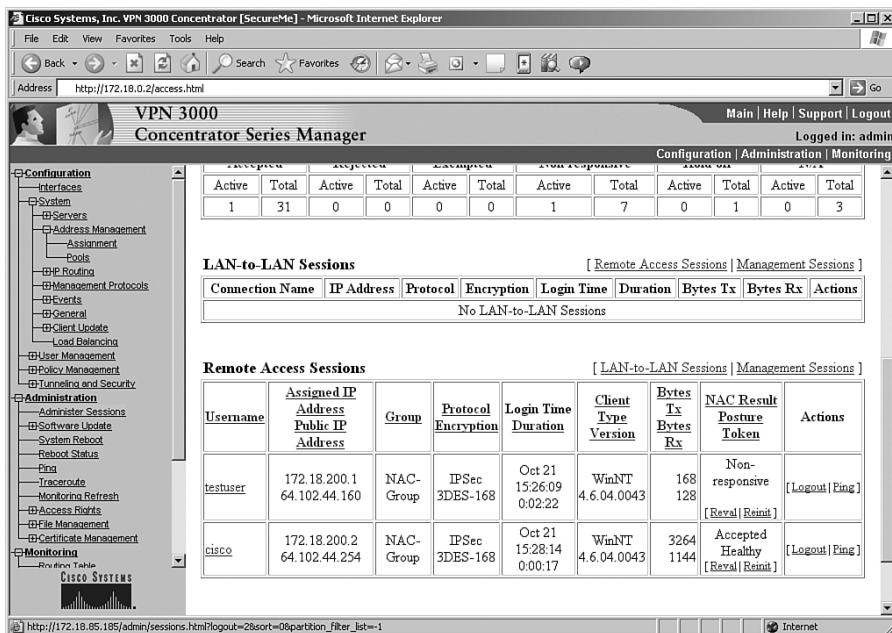 Cisco Systems, Inc. VPN 3000 Concentrator [SecureMe] - Microsoft Internet Explorer
File Edit View Favorites Tools Help
Back Search Favorites
Address http://172.18.0.2/access.html Go
VPN 3000
Concentrator Series Manager
Main | Help | Support | Logout
Logged in: admin
Configuration | Administration | Monitoring
Configuration
Interfaces
System
Servers
Address Management
Assignment
Pools
IP Routing
Management Protocols
Events
General
Client Update
Load Balancing
User Management
Policy Management
Tunneling and Security
Administration
Administer Sessions
Software Update
System Reboot
Reboot Status
Ping
Traceroute
Monitoring Refresh
Access Rights
File Management
Certificate Management
Monitoring
Routing Table
CISCO SYSTEMS
Accepted Rejected Exempted Non-responsive Hold-off N/A
Active Total Active Total Active Total Active Total Active Total Active Total
1 31 0 0 0 0 1 7 0 1 0 3
LAN-to-LAN Sessions [ Remote Access Sessions | Management Sessions ]
Connection Name IP Address Protocol Encryption Login Time Duration Bytes Tx Bytes Rx Actions
No LAN-to-LAN Sessions
Remote Access Sessions [ LAN-to-LAN Sessions | Management Sessions ]
Username
Assigned IP
Address
Public IP
Address
Group
Protocol
Encryption
Login Time
Duration
Client
Type
Version
Bytes
Tx
Bytes
Rx
NAC Result
Posture
Token
Actions
testuser
172.18.200.1
64.102.44.160
NAC-
Group
IPSec
3DES-168
Oct 21
15:26:09
0:02:22
WinNT
4.6.04.0043
168
128
Non-
responsive
[ Reval | Reinit ]
[ Logout | Ping ]
cisco
172.18.200.2
64.102.44.254
NAC-
Group
IPSec
3DES-168
Oct 21
15:28:14
0:00:17
WinNT
4.6.04.0043
3264
1144
Accepted
Healthy
[ Reval | Reinit ]
[ Logout | Ping ]
http://172.18.85.185/admin/sessions.html?logout=2&sort=0&partition_filter_list=-1
Internet